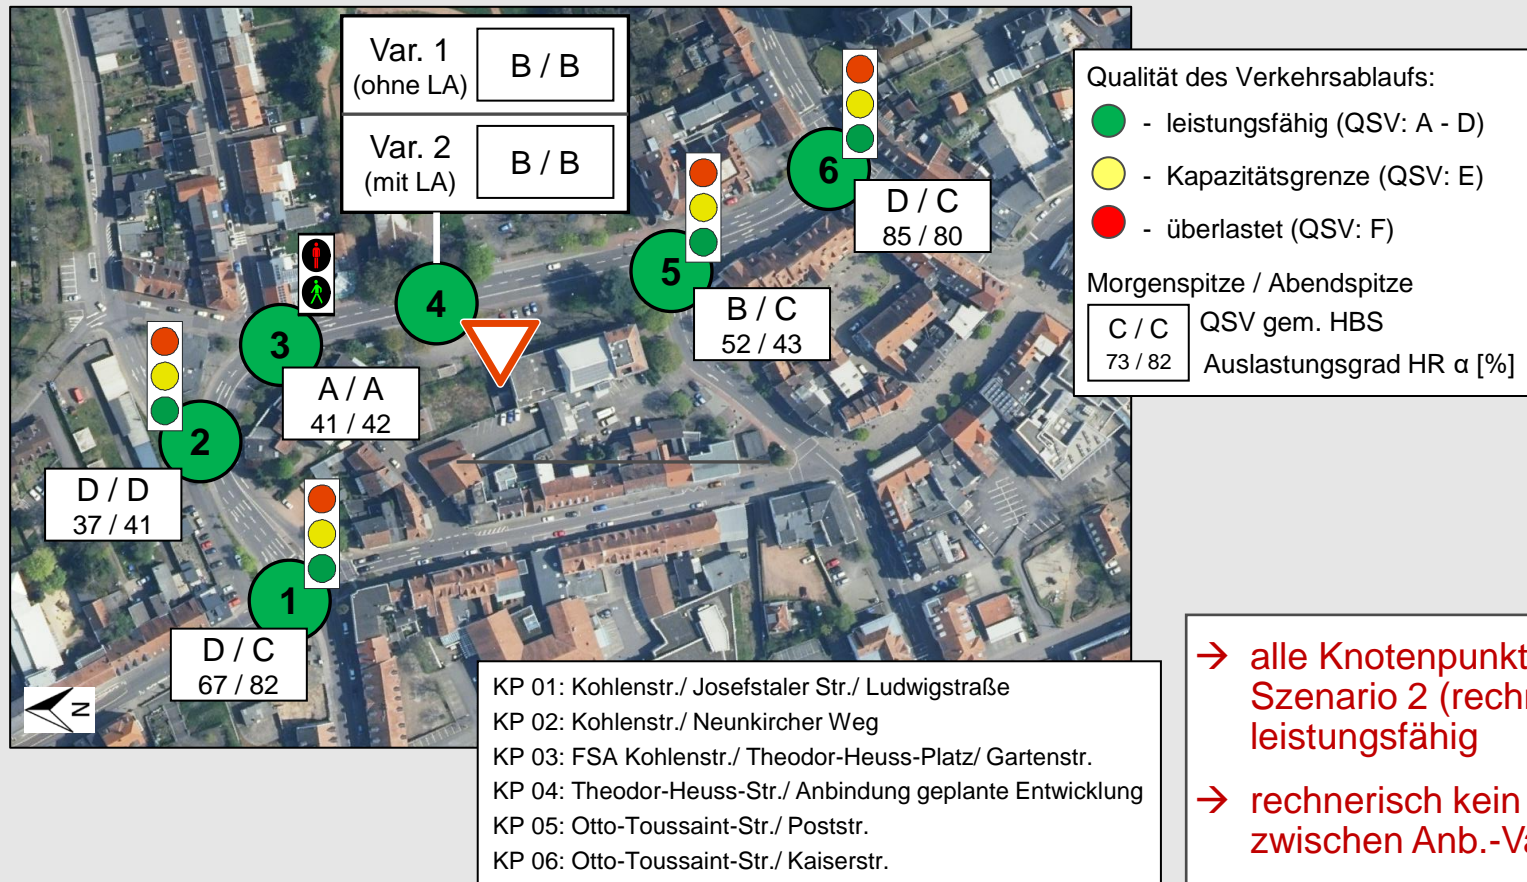 Var. 1
(ohne LA)
B / B
Var. 2
(mit LA)
B / B
6
D / C
85 / 80
5
B / C
52 / 43
4
3
A / A
41 / 42
2
D / D
37 / 41
1
D / C
67 / 82
N
Qualität des Verkehrsablaufs:
- leistungsfähig (QSV: A - D)
- Kapazitätsgrenze (QSV: E)
- überlastet (QSV: F)
Morgenspitze / Abendspitze
C / C QSV gem. HBS
73 / 82 Auslastungsgrad HR α [%]
KP 01: Kohlenstr./ Josefstaler Str./ Ludwigstraße
KP 02: Kohlenstr./ Neunkircher Weg
KP 03: FSA Kohlenstr./ Theodor-Heuss-Platz/ Gartenstr.
KP 04: Theodor-Heuss-Str./ Anbindung geplante Entwicklung
KP 05: Otto-Toussaint-Str./ Poststr.
KP 06: Otto-Toussaint-Str./ Kaiserstr.
→ alle Knotenpunkt
Szenario 2 (rech
leistungsfähig
→ rechnerisch kein
zwischen Anb.-Va